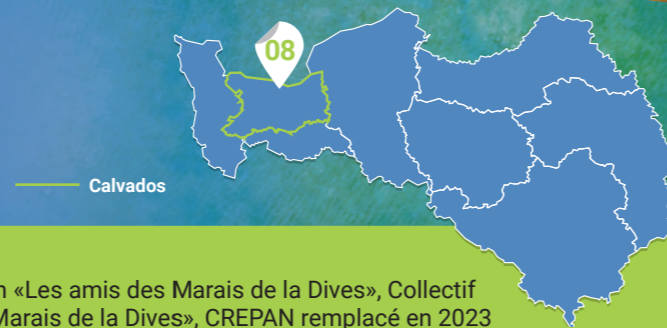 08
Calvados
n «Les amis des Marais de la Dives», Collectif
Marais de la Dives», CREPAN remplacé en 2023